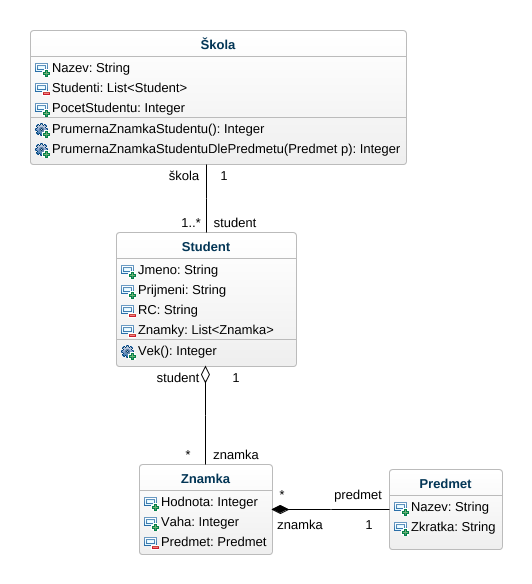 Škola
Nazev: String
Studenti: List<Student>
PocetStudentu: Integer
PrumernaZnamkaStudentu(): Integer
PrumernaZnamkaStudentuDlePredmetu(Predmet p): Integer
škola 1
1..* student
Student
Jmeno: String
Prijmeni: String
RC: String
Znamky: List<Znamka>
Vek(): Integer
student 1
* znamka
Znamka
Hodnota: Integer
Vaha: Integer
Predmet: Predmet
* predmet
znamka 1
Predmet
Nazev: String
Zkratka: String